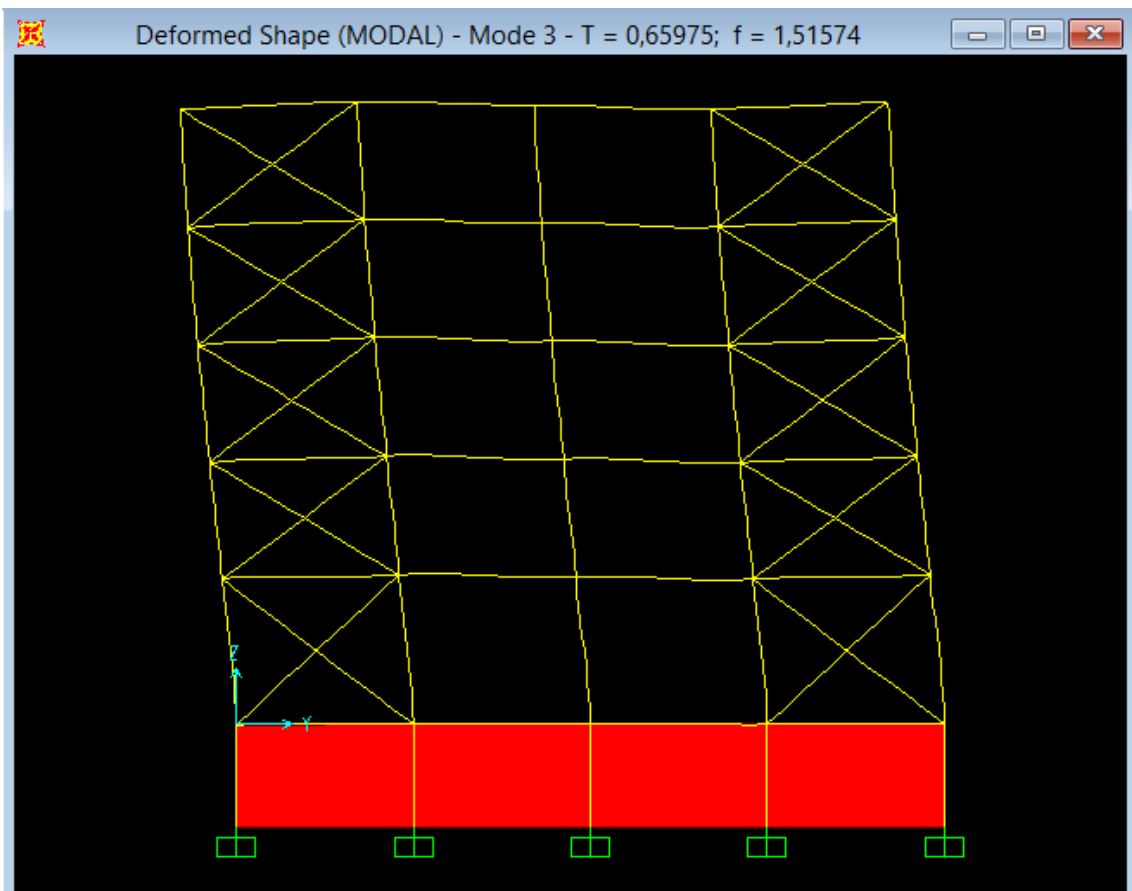 Deformed Shape (MODAL) - Mode 3 - T = 0,65975; f = 1,51574
Z
Y